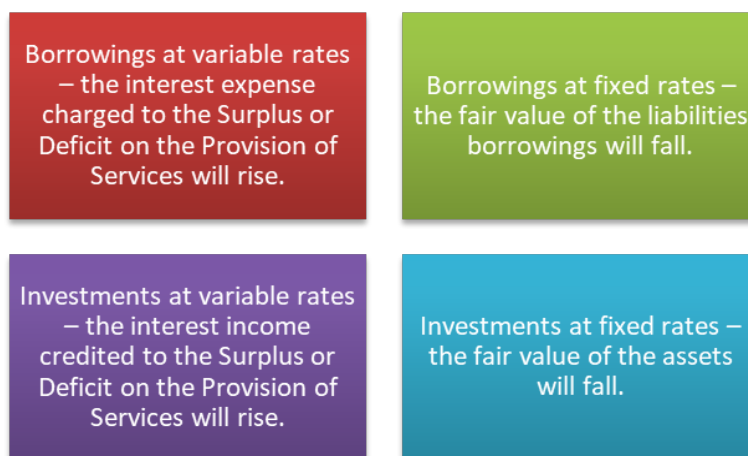 Borrowings at variable rates
– the interest expense
charged to the Surplus or
Deficit on the Provision of
Services will rise.
Borrowings at fixed rates –
the fair value of the liabilities
borrowings will fall.
Investments at variable rates
– the interest income
credited to the Surplus or
Deficit on the Provision of
Services will rise.
Investments at fixed rates –
the fair value of the assets
will fall.